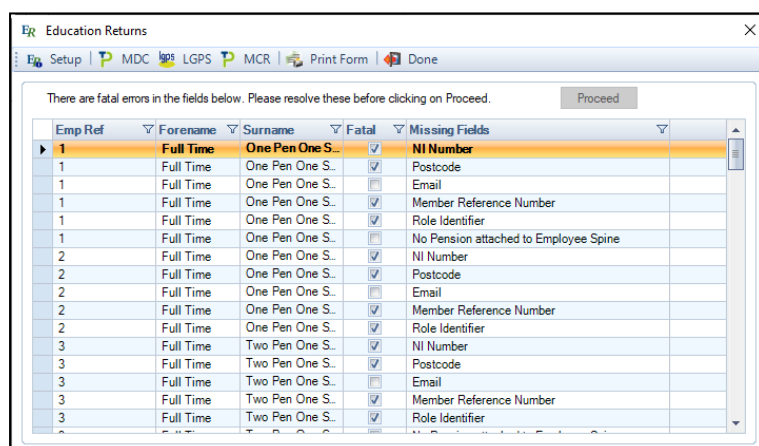 ER Education Returns
ER Setup TP MDC lgps LGPS TP MCR Print Form Done
There are fatal errors in the fields below. Please resolve these before clicking on Proceed. Proceed
Emp Ref Forename Surname Fatal Missing Fields
1 Full Time One Pen One S... NI Number
1 Full Time One Pen One S... Postcode
1 Full Time One Pen One S... Email
1 Full Time One Pen One S... Member Reference Number
1 Full Time One Pen One S... Role Identifier
1 Full Time One Pen One S... No Pension attached to Employee Spine
2 Full Time One Pen One S... NI Number
2 Full Time One Pen One S... Postcode
2 Full Time One Pen One S... Email
2 Full Time One Pen One S... Member Reference Number
2 Full Time One Pen One S... Role Identifier
3 Full Time Two Pen One S... NI Number
3 Full Time Two Pen One S... Postcode
3 Full Time Two Pen One S... Email
3 Full Time Two Pen One S... Member Reference Number
3 Full Time Two Pen One S... Role Identifier